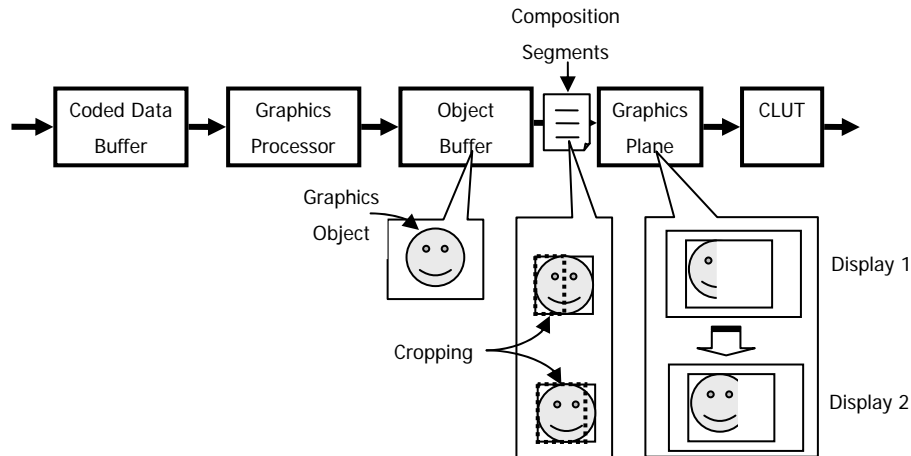 Composition
Segments
Coded Data
Buffer
Graphics
Processor
Object
Buffer
Graphics
Plane
CLUT
Graphics
Object
Display 1
Cropping
Display 2